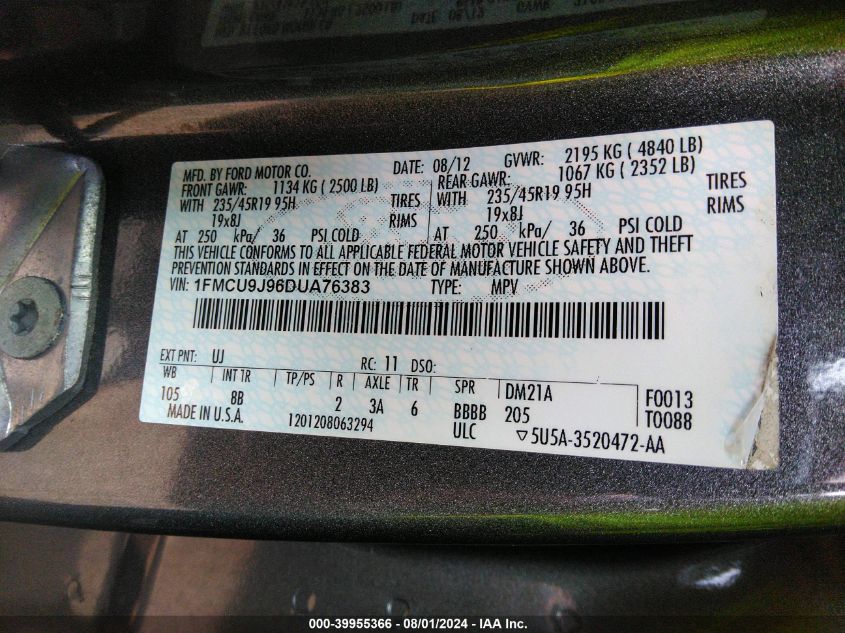 MFD. BY FORD MOTOR CO. DATE: 08/12 GVWR: 2195 KG ( 4840 LB)
FRONT GAWR: 1134 KG ( 2500 LB) REAR GAWR: 1067 KG ( 2352 LB)
WITH 235/45R19 95H TIRES WITH 235/45R19 95H TIRES
19x8J RIMS 19x8J RIMS
AT 250 kPa/ 36 PSI COLD AT 250 kPa/ 36 PSI COLD
THIS VEHICLE CONFORMS TO ALL APPLICABLE FEDERAL MOTOR VEHICLE SAFETY AND THEFT
PREVENTION STANDARDS IN EFFECT ON THE DATE OF MANUFACTURE SHOWN ABOVE.
VIN: 1FMCU9J96DUA76383 TYPE: MPV
EXT PNT: UJ RC: 11 DSO:
WB INT TR TP/PS R AXLE TR SPR DM21A F0013
105 8B 2 3A 6 BBBB 205 T0088
MADE IN U.S.A. 1201208063294 ULC ▽5U5A-3520472-AA
000-39955366 - 08/01/2024 - IAA Inc.